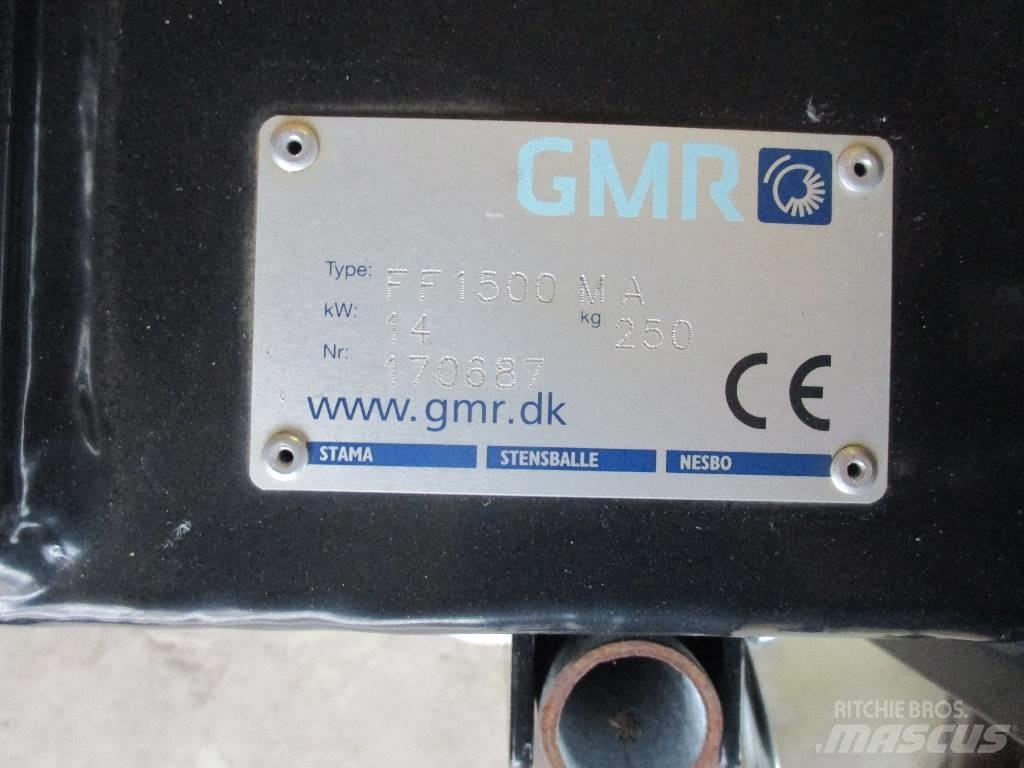 GMR
Type: FF1500 MA
kW: 14 kg 250
Nr: 170687
www.gmr.dk
CE
STAMA STENSBALLE NESBO
RITCHIE BROS.
MASCUS